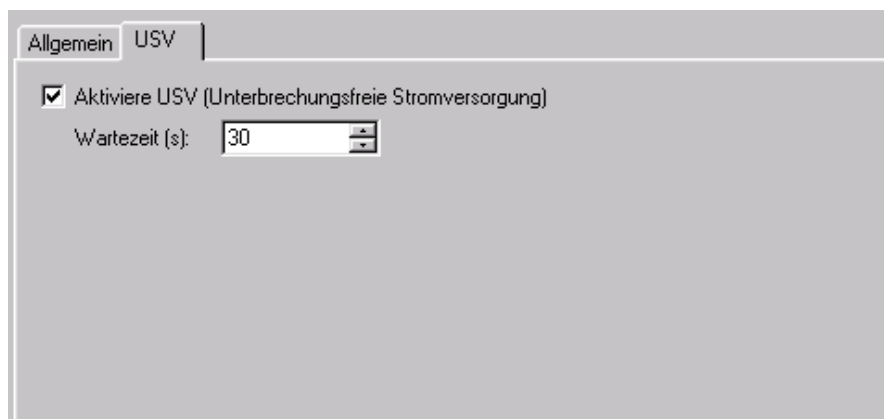 Allgemein USV
Aktiviere USV (Unterbrechungsfreie Stromversorgung)
Wartezeit (s): 30